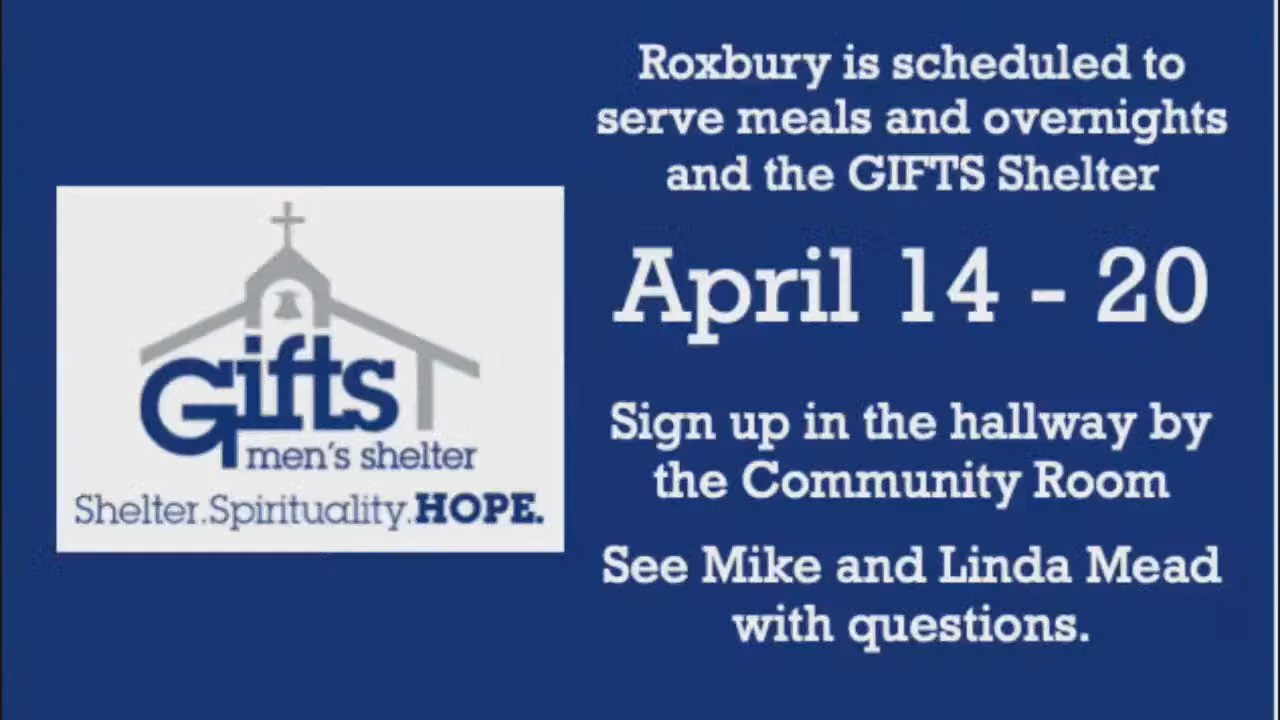 Gifts
men's shelter
Shelter.Spirituality.HOPE.
Roxbury is scheduled to
serve meals and overnights
and the GIFTS Shelter
April 14 - 20
Sign up in the hallway by
the Community Room
See Mike and Linda Mead
with questions.